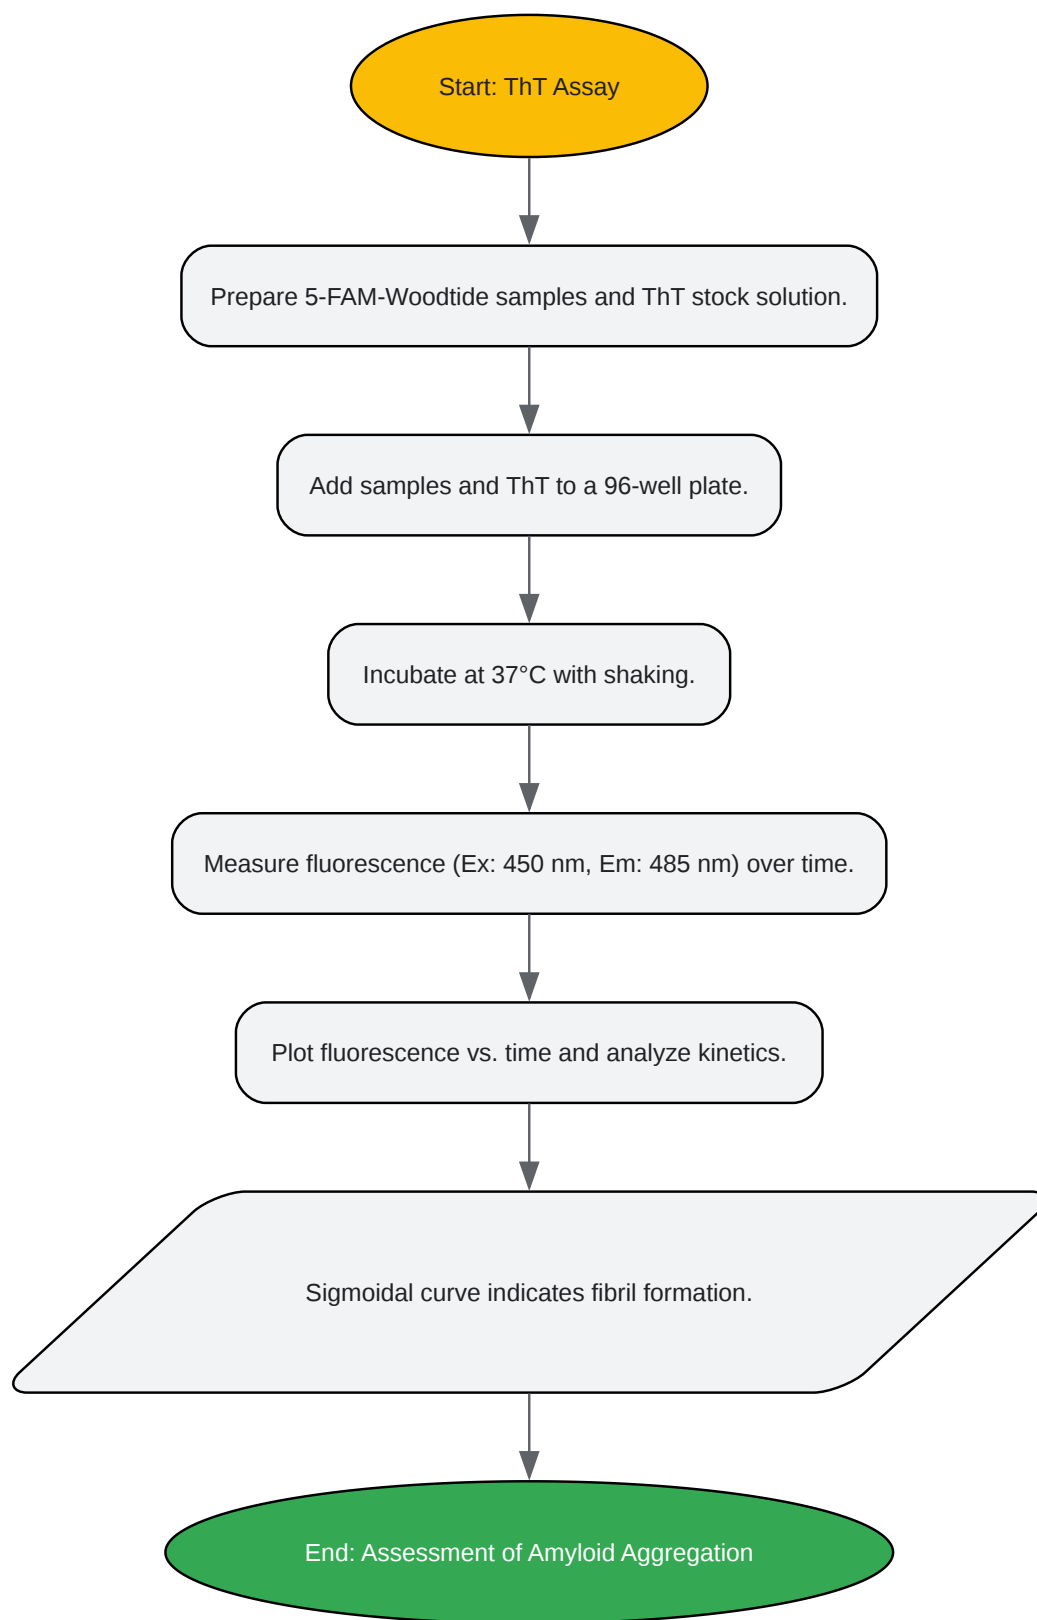 Start: ThT Assay
Prepare 5-FAM-Woodtide samples and ThT stock solution.
Add samples and ThT to a 96-well plate.
Incubate at 37°C with shaking.
Measure fluorescence (Ex: 450 nm, Em: 485 nm) over time.
Plot fluorescence vs. time and analyze kinetics.
Sigmoidal curve indicates fibril formation.
End: Assessment of Amyloid Aggregation